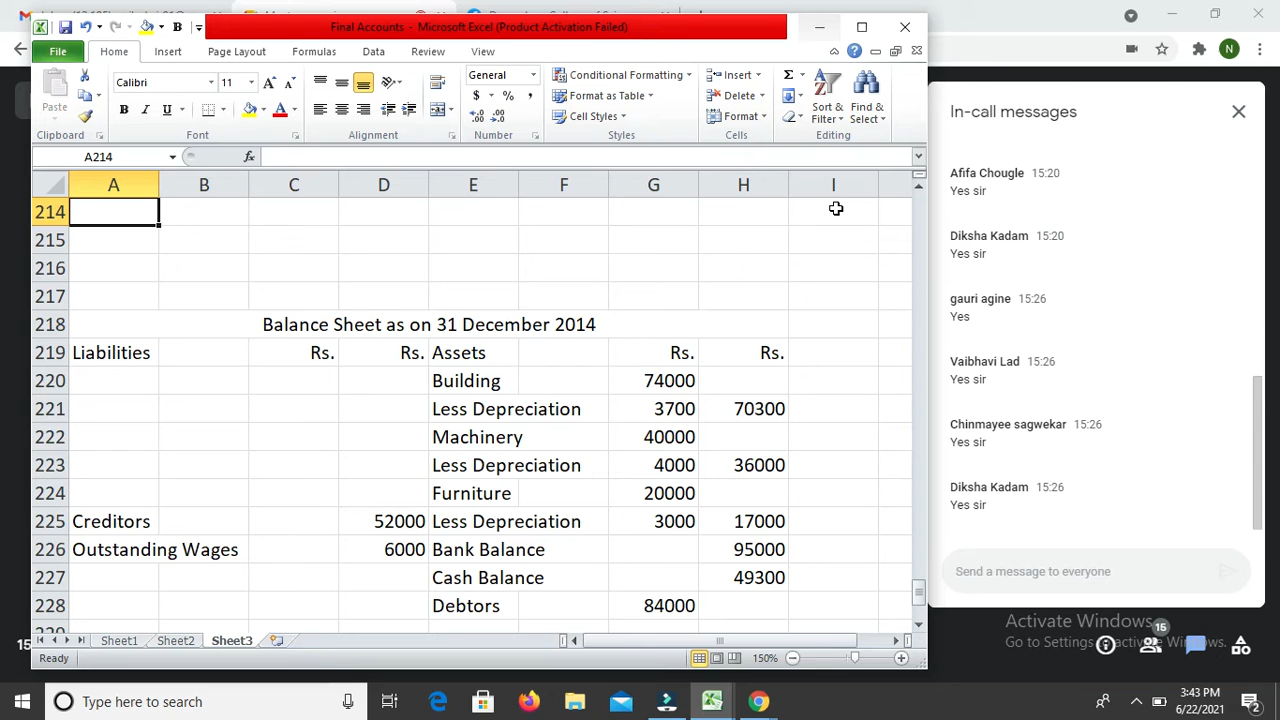 Final Accounts - Microsoft Excel (Product Activation Failed)
File Home Insert Page Layout Formulas Data Review View
Paste
Clipboard
Calibri 11
B I U
Font
Alignment
General
$ % ,
Number
Conditional Formatting
Format as Table
Cell Styles
Styles
Insert
Delete
Format
Cells
Σ
Sort & Filter
Find & Select
Editing
A214
fx
A B C D E F G H I
214
215
216
217
218 Balance Sheet as on 31 December 2014
219 Liabilities Rs. Rs. Assets Rs. Rs.
220 Building 74000
221 Less Depreciation 3700 70300
222 Machinery 40000
223 Less Depreciation 4000 36000
224 Furniture 20000
225 Creditors 52000 Less Depreciation 3000 17000
226 Outstanding Wages 6000 Bank Balance 95000
227 Cash Balance 49300
228 Debtors 84000
Sheet1 Sheet2 Sheet3
Ready
150%
N
In-call messages
Afifa Chougle 15:20
Yes sir
Diksha Kadam 15:20
Yes sir
gauri agine 15:26
Yes
Vaibhavi Lad 15:26
Yes sir
Chinmayee sagwekar 15:26
Yes sir
Diksha Kadam 15:26
Yes sir
Send a message to everyone
Activate Windows
Go to Settings to activate Windows.
15
15
Type here to search
3:43 PM
6/22/2021
2